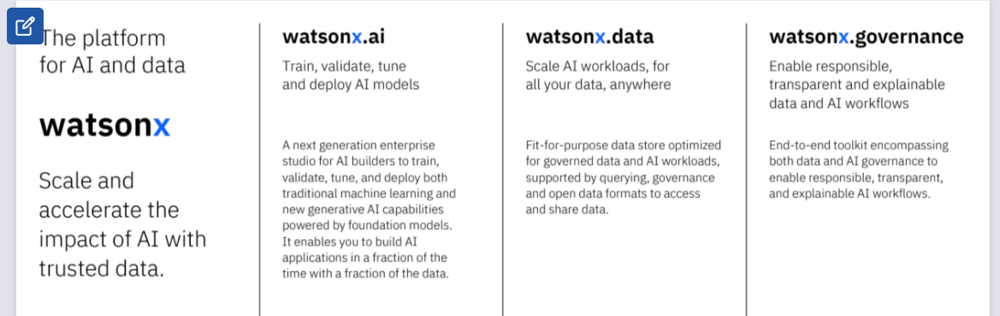 The platform
for AI and data
watsonx
Scale and
accelerate the
impact of AI with
trusted data.
watsonx.ai
Train, validate, tune
and deploy AI models
A next generation enterprise
studio for AI builders to train,
validate, tune, and deploy both
traditional machine learning and
new generative AI capabilities
powered by foundation models.
It enables you to build AI
applications in a fraction of the
time with a fraction of the data.
watsonx.data
Scale AI workloads, for
all your data, anywhere
Fit-for-purpose data store optimized
for governed data and AI workloads,
supported by querying, governance
and open data formats to access
and share data.
watsonx.governance
Enable responsible,
transparent and explainable
data and AI workflows
End-to-end toolkit encompassing
both data and AI governance to
enable responsible, transparent,
and explainable AI workflows.